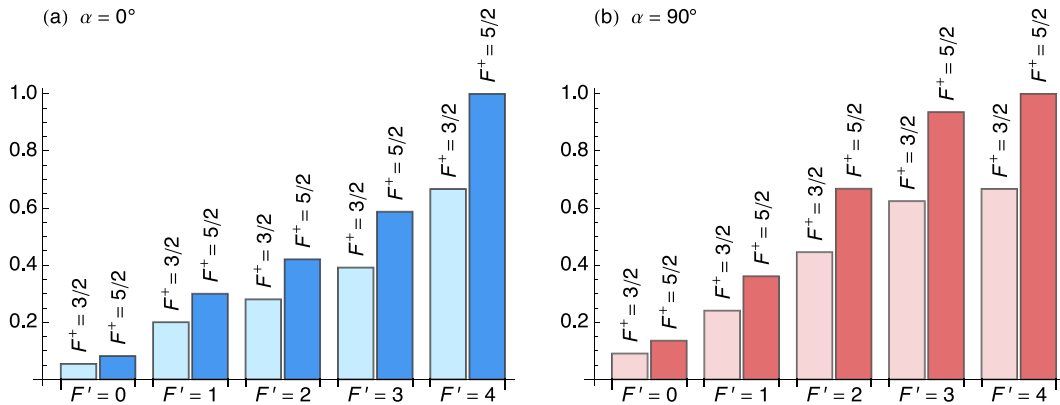 (a) α = 0°
1.0
0.8
0.6
0.4
0.2
F⁺ = 3/2
F⁺ = 5/2
F⁺ = 3/2
F⁺ = 5/2
F⁺ = 3/2
F⁺ = 5/2
F⁺ = 3/2
F⁺ = 5/2
F⁺ = 3/2
F⁺ = 5/2
F' = 0
F' = 1
F' = 2
F' = 3
F' = 4
(b) α = 90°
1.0
0.8
0.6
0.4
0.2
F⁺ = 3/2
F⁺ = 5/2
F⁺ = 3/2
F⁺ = 5/2
F⁺ = 3/2
F⁺ = 5/2
F⁺ = 3/2
F⁺ = 5/2
F⁺ = 3/2
F⁺ = 5/2
F' = 0
F' = 1
F' = 2
F' = 3
F' = 4